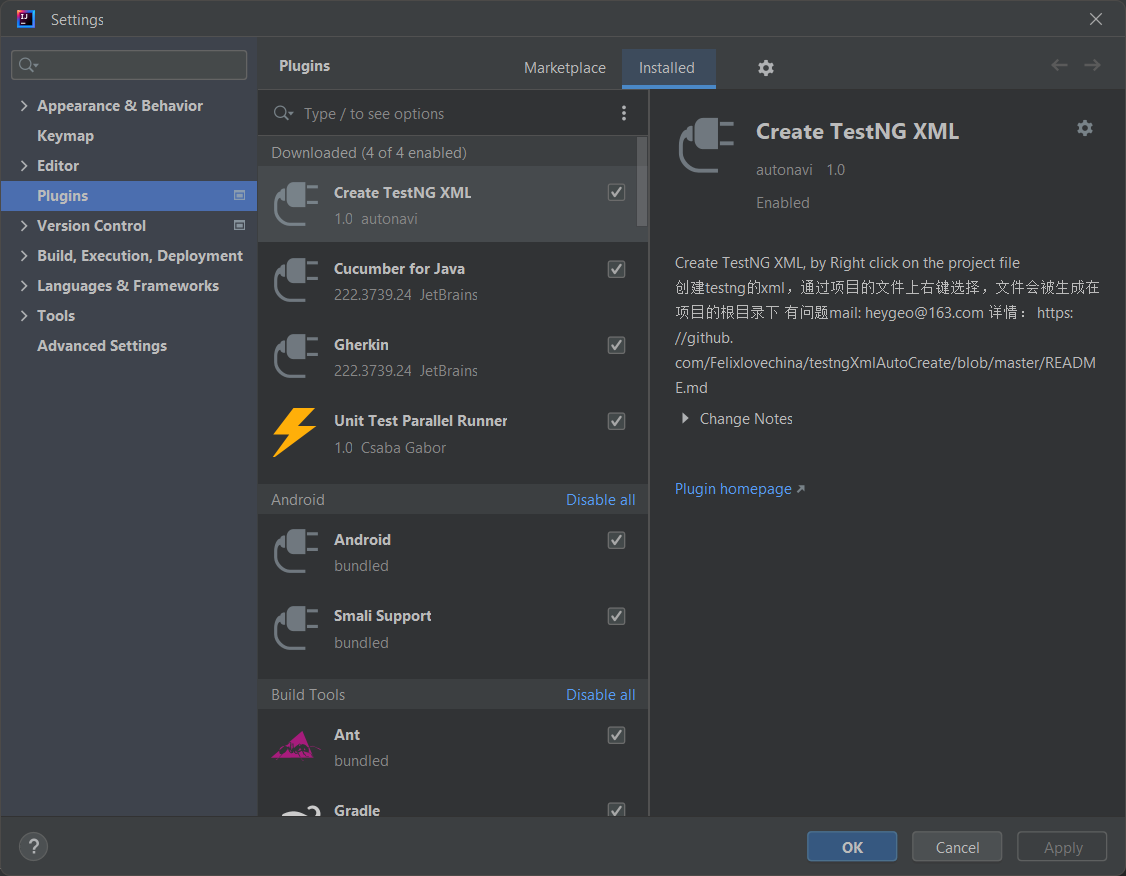 Settings
Appearance & Behavior
Keymap
Editor
Plugins
Version Control
Build, Execution, Deployment
Languages & Frameworks
Tools
Advanced Settings
Plugins
Marketplace
Installed
Type / to see options
Downloaded (4 of 4 enabled)
Create TestNG XML
1.0 autonavi
Cucumber for Java
222.3739.24 JetBrains
Gherkin
222.3739.24 JetBrains
Unit Test Parallel Runner
1.0 Csaba Gabor
Android Disable all
Android
bundled
Smali Support
bundled
Build Tools Disable all
Ant
bundled
Gradle
Create TestNG XML
autonavi 1.0
Enabled
Create TestNG XML, by Right click on the project file
创建testng的xml，通过项目的文件上右键选择，文件会被生成在
项目的根目录下 有问题mail: heygeo@163.com 详情： https:
//github.
com/Felixlovechina/testngXmlAutoCreate/blob/master/READM
E.md
Change Notes
Plugin homepage
?
OK
Cancel
Apply